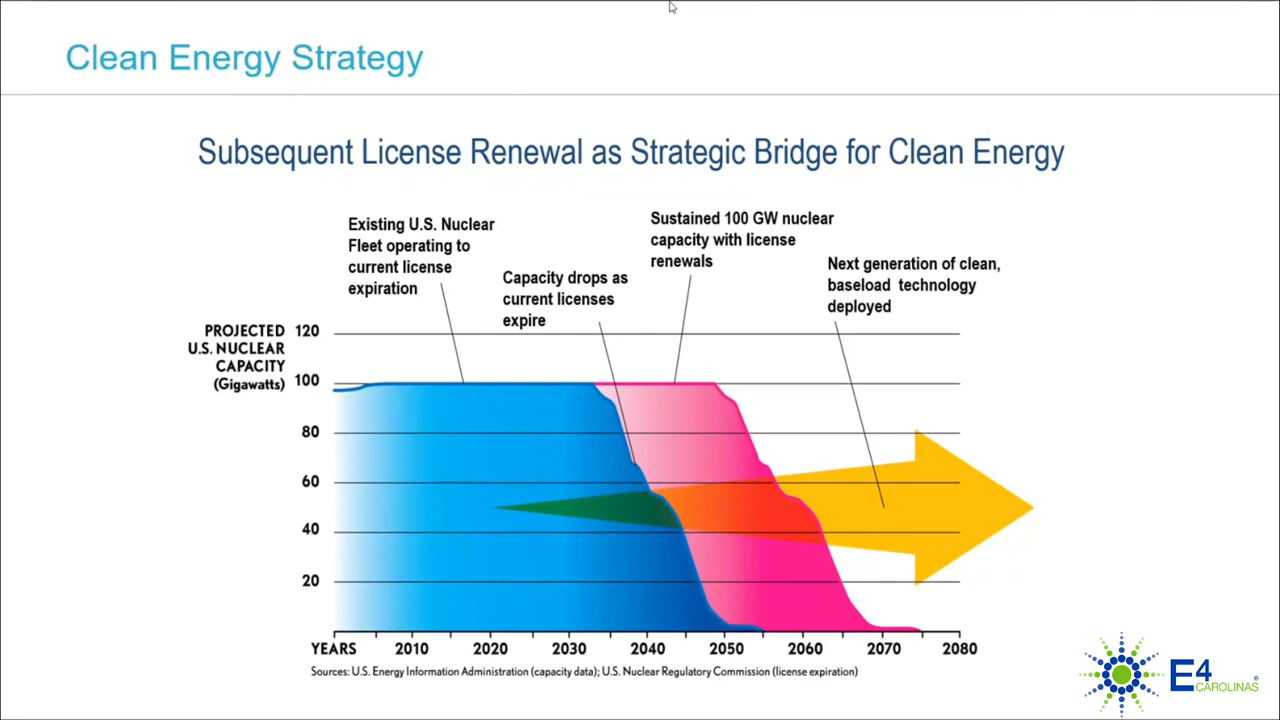 Clean Energy Strategy
Subsequent License Renewal as Strategic Bridge for Clean Energy
Existing U.S. Nuclear
Fleet operating to
current license
expiration
Capacity drops as
current licenses
expire
Sustained 100 GW nuclear
capacity with license
renewals
Next generation of clean,
baseload technology
deployed
PROJECTED
U.S. NUCLEAR
CAPACITY
(Gigawatts)
120
100
80
60
40
20
YEARS 2010 2020 2030 2040 2050 2060 2070 2080
Sources: U.S. Energy Information Administration (capacity data); U.S. Nuclear Regulatory Commission (license expiration)
E4
CAROLINAS
®